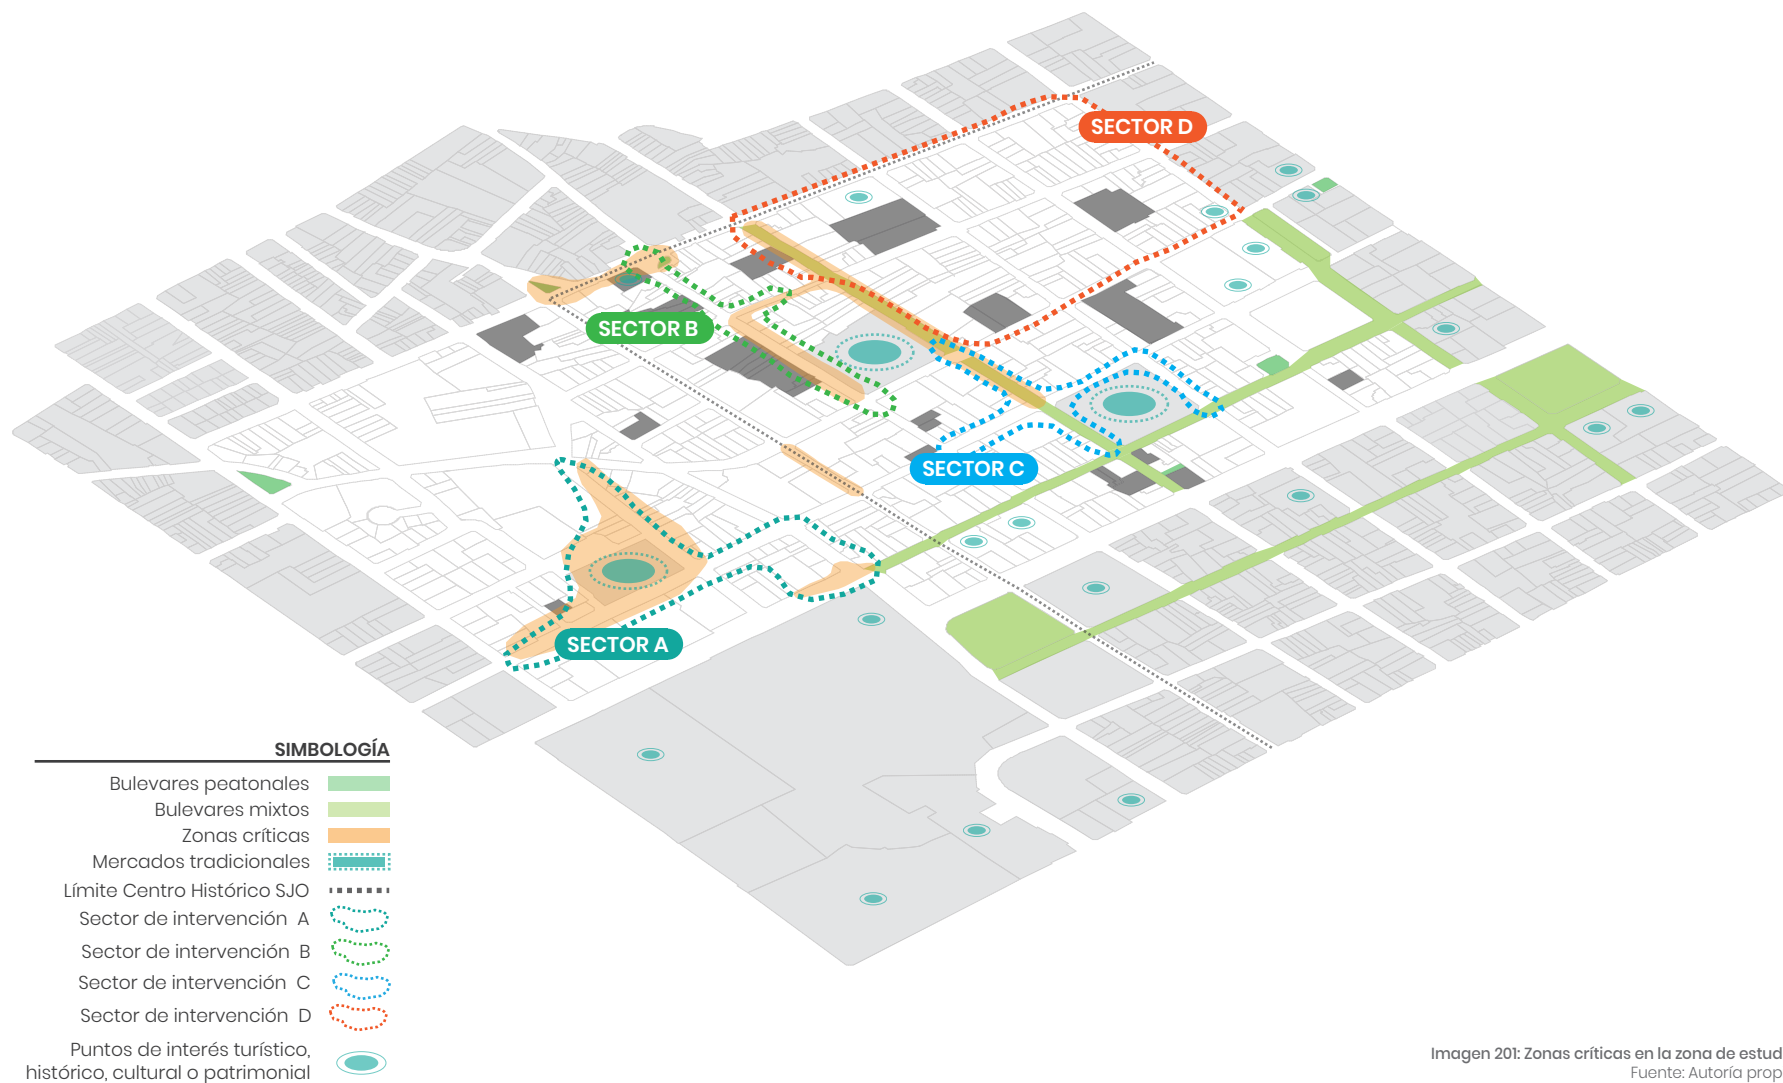 SECTOR D
SECTOR B
SECTOR C
SECTOR A
SIMBOLOGÍA
Bulevares peatonales
Bulevares mixtos
Zonas críticas
Mercados tradicionales
Límite Centro Histórico SJO
Sector de intervención A
Sector de intervención B
Sector de intervención C
Sector de intervención D
Puntos de interés turístico,
histórico, cultural o patrimonial
Imagen 201: Zonas críticas en la zona de estud
Fuente: Autoría prop